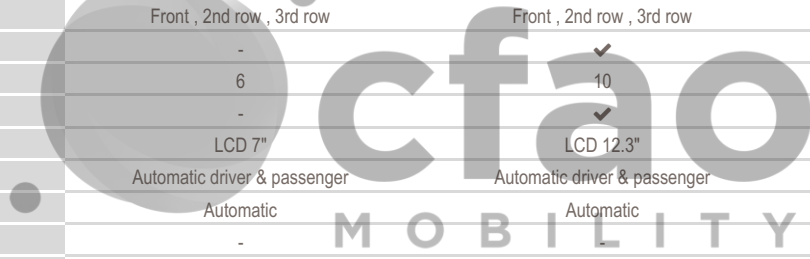 Front , 2nd row , 3rd row Front , 2nd row , 3rd row
- ✔
6 10
- ✔
LCD 7" LCD 12.3"
Automatic driver & passenger Automatic driver & passenger
Automatic Automatic
- -
cfao
MOBILITY